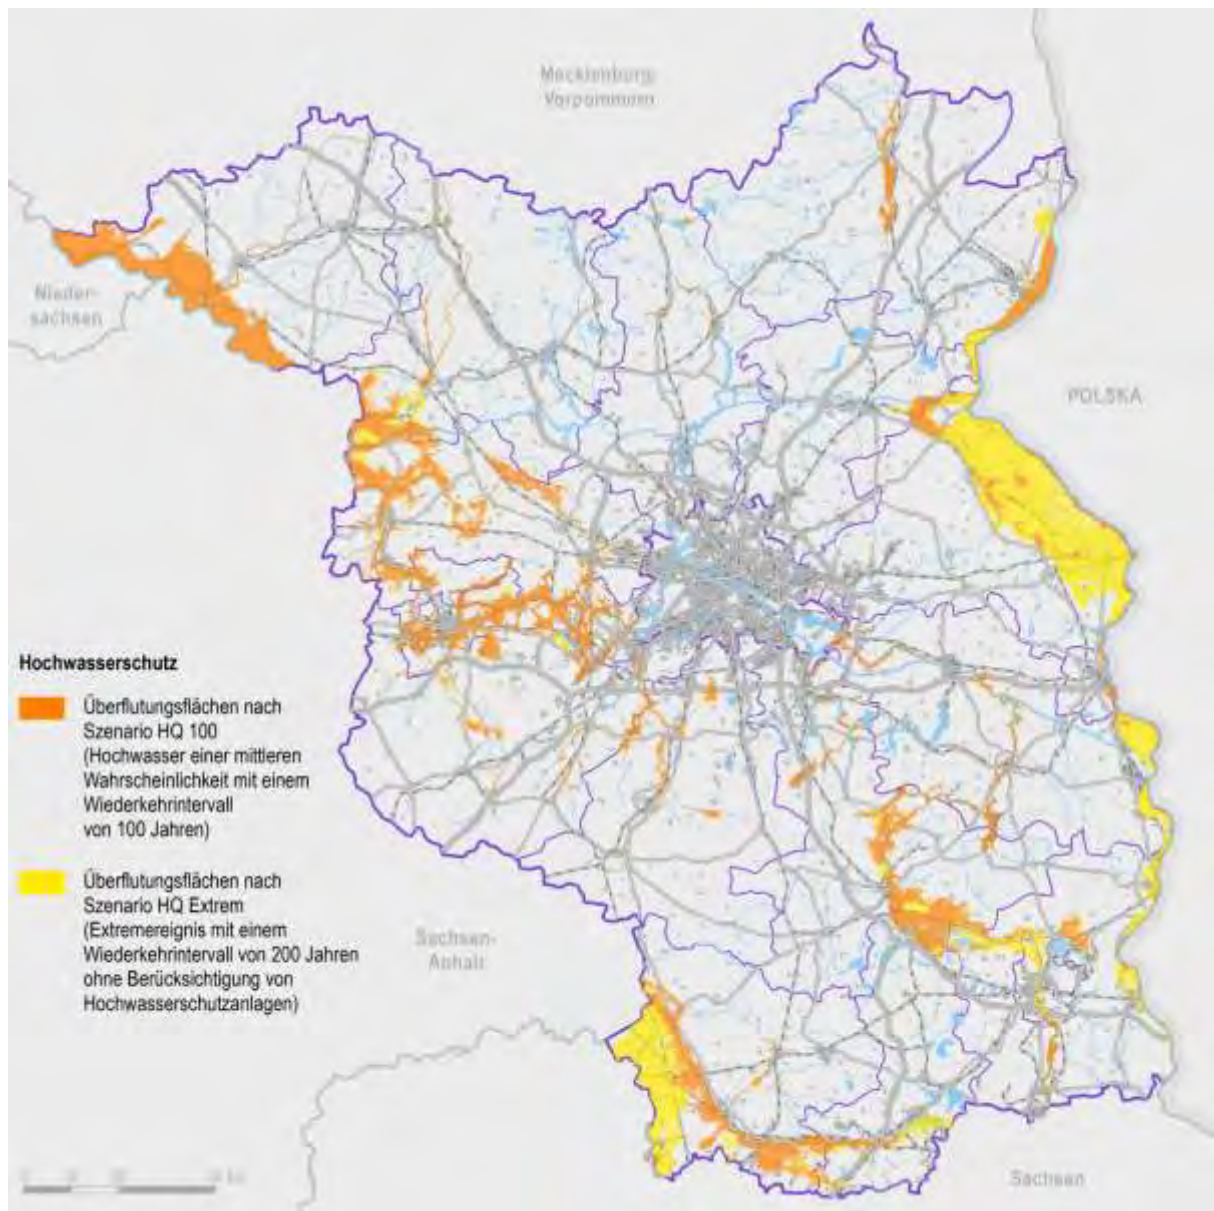 Mecklenburg-
Vorpommern
Nieder-
sachsen
POLSKA
Hochwasserschutz
Überflutungsflächen nach
Szenario HQ 100
(Hochwasser einer mittleren
Wahrscheinlichkeit mit einem
Wiederkehrintervall
von 100 Jahren)
Überflutungsflächen nach
Szenario HQ Extrem
(Extremereignis mit einem
Wiederkehrintervall von 200 Jahren
ohne Berücksichtigung von
Hochwasserschutzanlagen)
Sachsen-
Anhalt
Sachsen